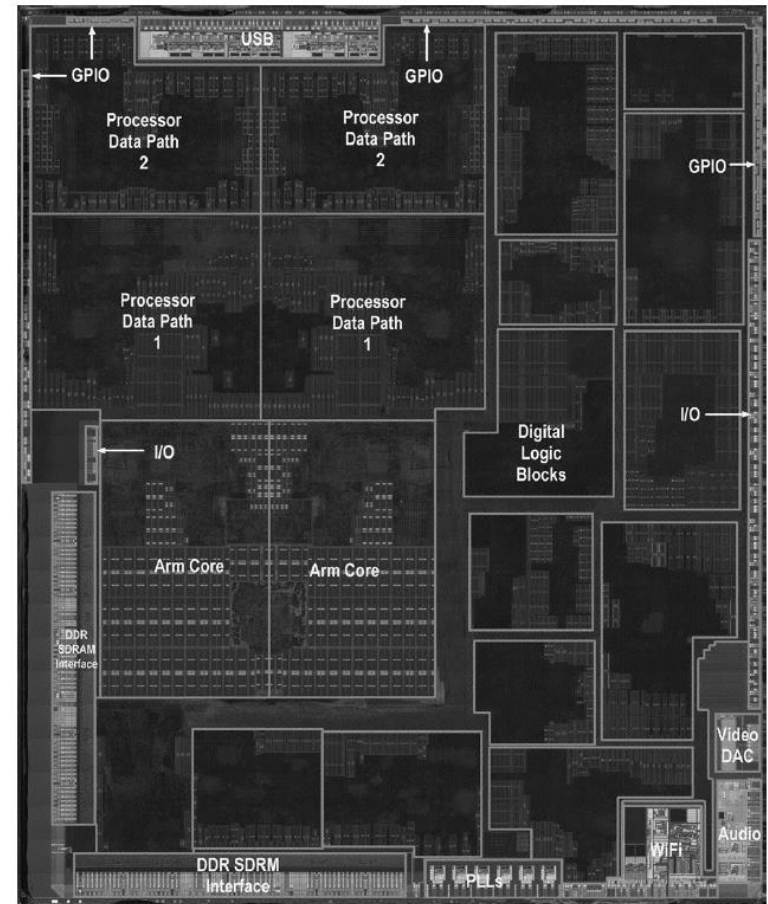 USB
GPIO
GPIO
Processor
Data Path
2
Processor
Data Path
2
GPIO
Processor
Data Path
1
Processor
Data Path
1
I/O
I/O
Digital
Logic
Blocks
Arm Core
Arm Core
DDR
SDRAM
Interface
Video
DAC
Audio
WiFi
DDR SDRM
Interface
PLLs